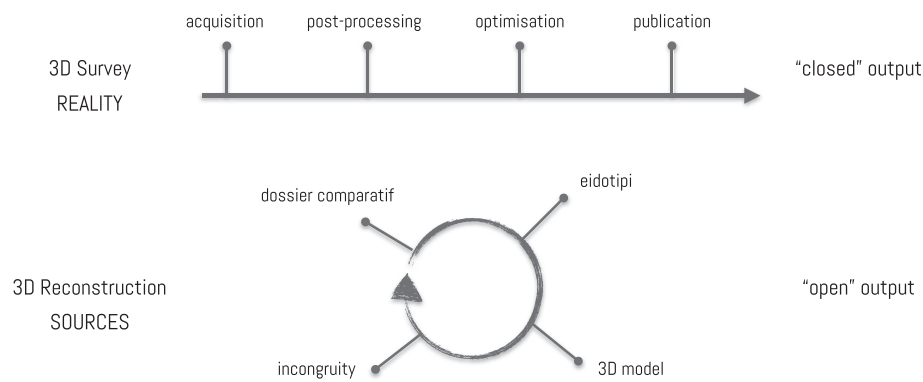 acquisition
post-processing
optimisation
publication
3D Survey
REALITY
“closed” output
dossier comparatif
eidotipi
3D Reconstruction
SOURCES
“open” output
incongruity
3D model